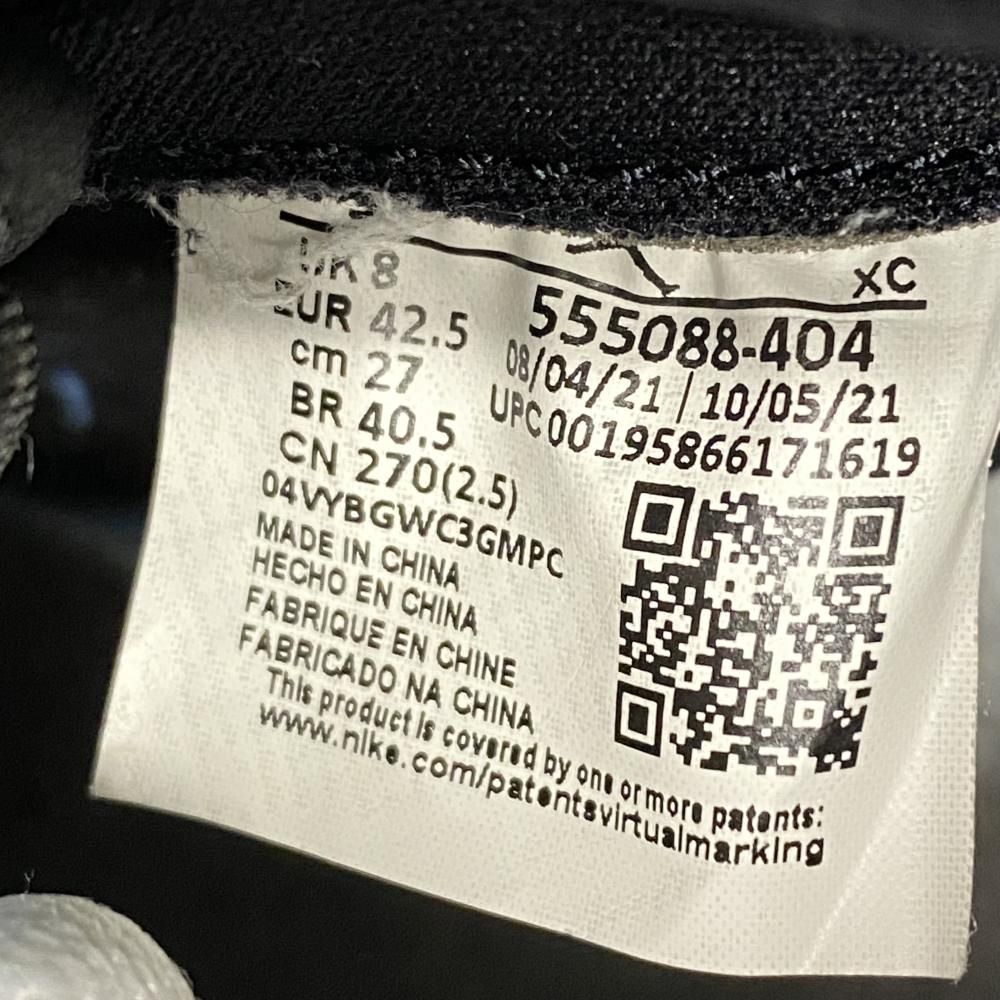 UK 8
EUR 42.5
cm 27
BR 40.5
CN 270(2.5)
04VYBGWC3GMPC
MADE IN CHINA
HECHO EN CHINA
FABRIQUE EN CHINE
FABRICADO NA CHINA
This product is covered by one or more patents:
www.nike.com/patentsvirtualmarking
XC
555088-404
08/04/21 | 10/05/21
UPC 00195866171619